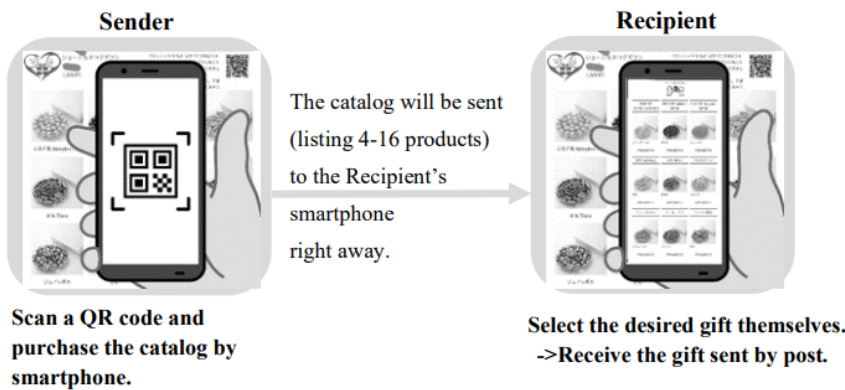 Sender
Recipient
The catalog will be sent
(listing 4-16 products)
to the Recipient's
smartphone
right away.
Scan a QR code and
purchase the catalog by
smartphone.
Select the desired gift themselves.
->Receive the gift sent by post.